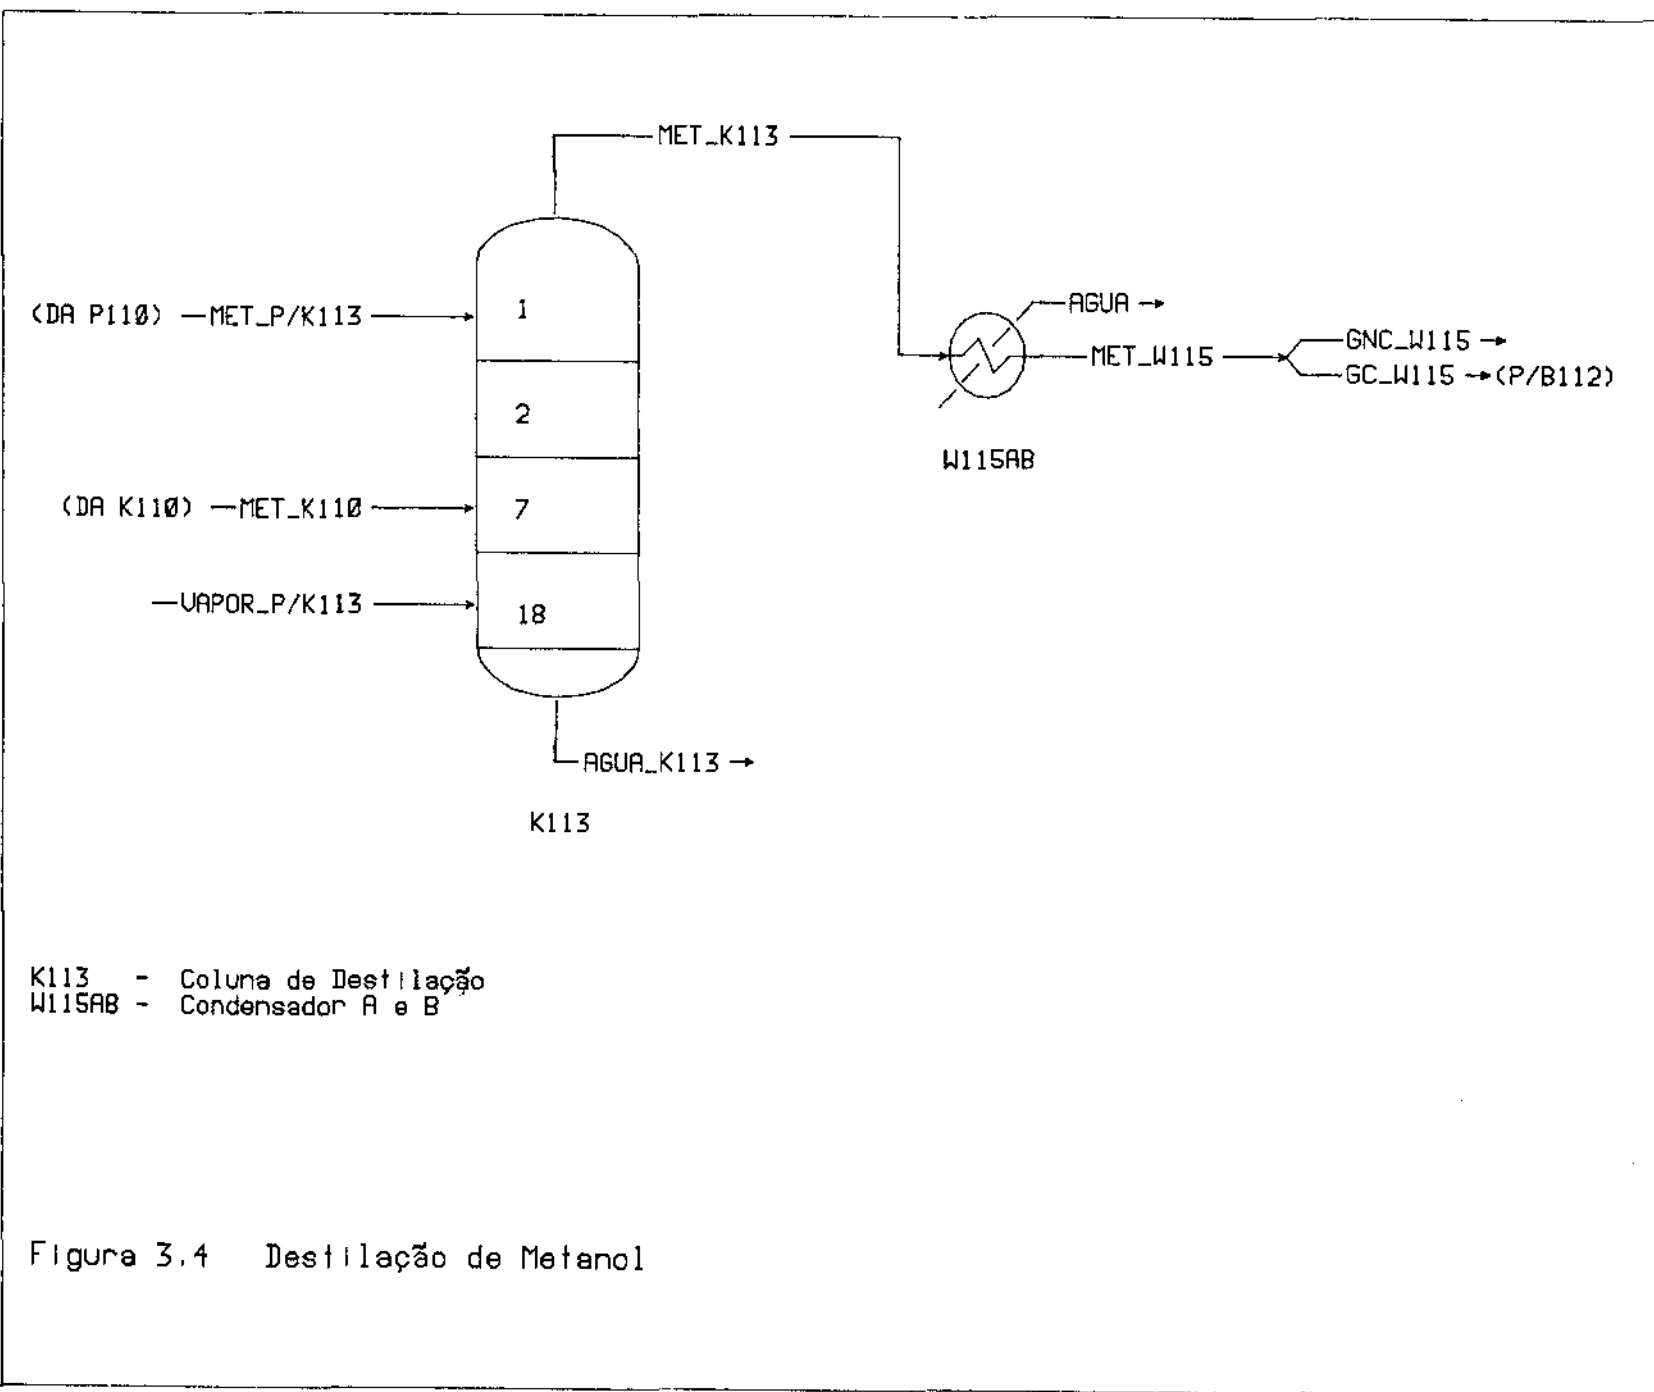 MET_K113
(DA P110) MET_P/K113
1
AGUA
GNC_W115
MET_W115
GC_W115 (P/B112)
2
W115AB
(DA K110) MET_K110
7
VAPOR_P/K113
18
AGUA_K113
K113
K113 - Coluna de Destilação
W115AB - Condensador A e B
Figura 3.4 Destilação de Metanol